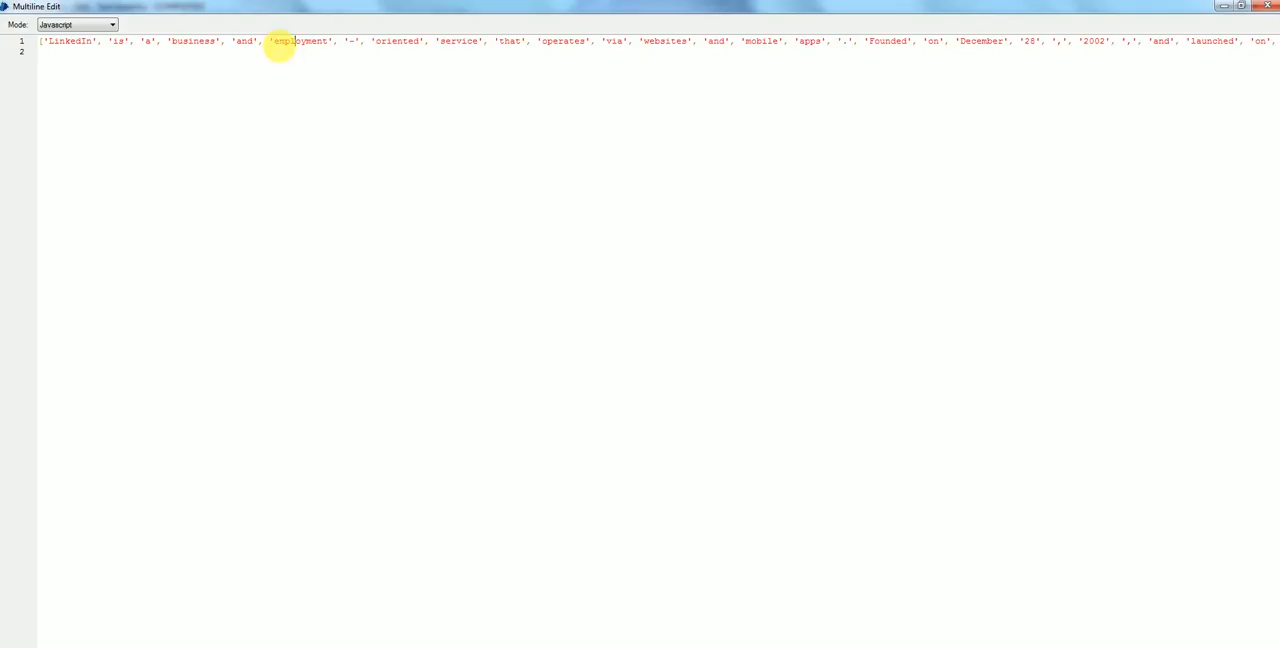 Multiline Edit
Mode: Javascript
1 ['LinkedIn', 'is', 'a', 'business', 'and', 'employment', '-', 'oriented', 'service', 'that', 'operates', 'via', 'websites', 'and', 'mobile', 'apps', '.', 'Founded', 'on', 'December', '28', ',', '2002', ',', 'and', 'launched', 'on',
2